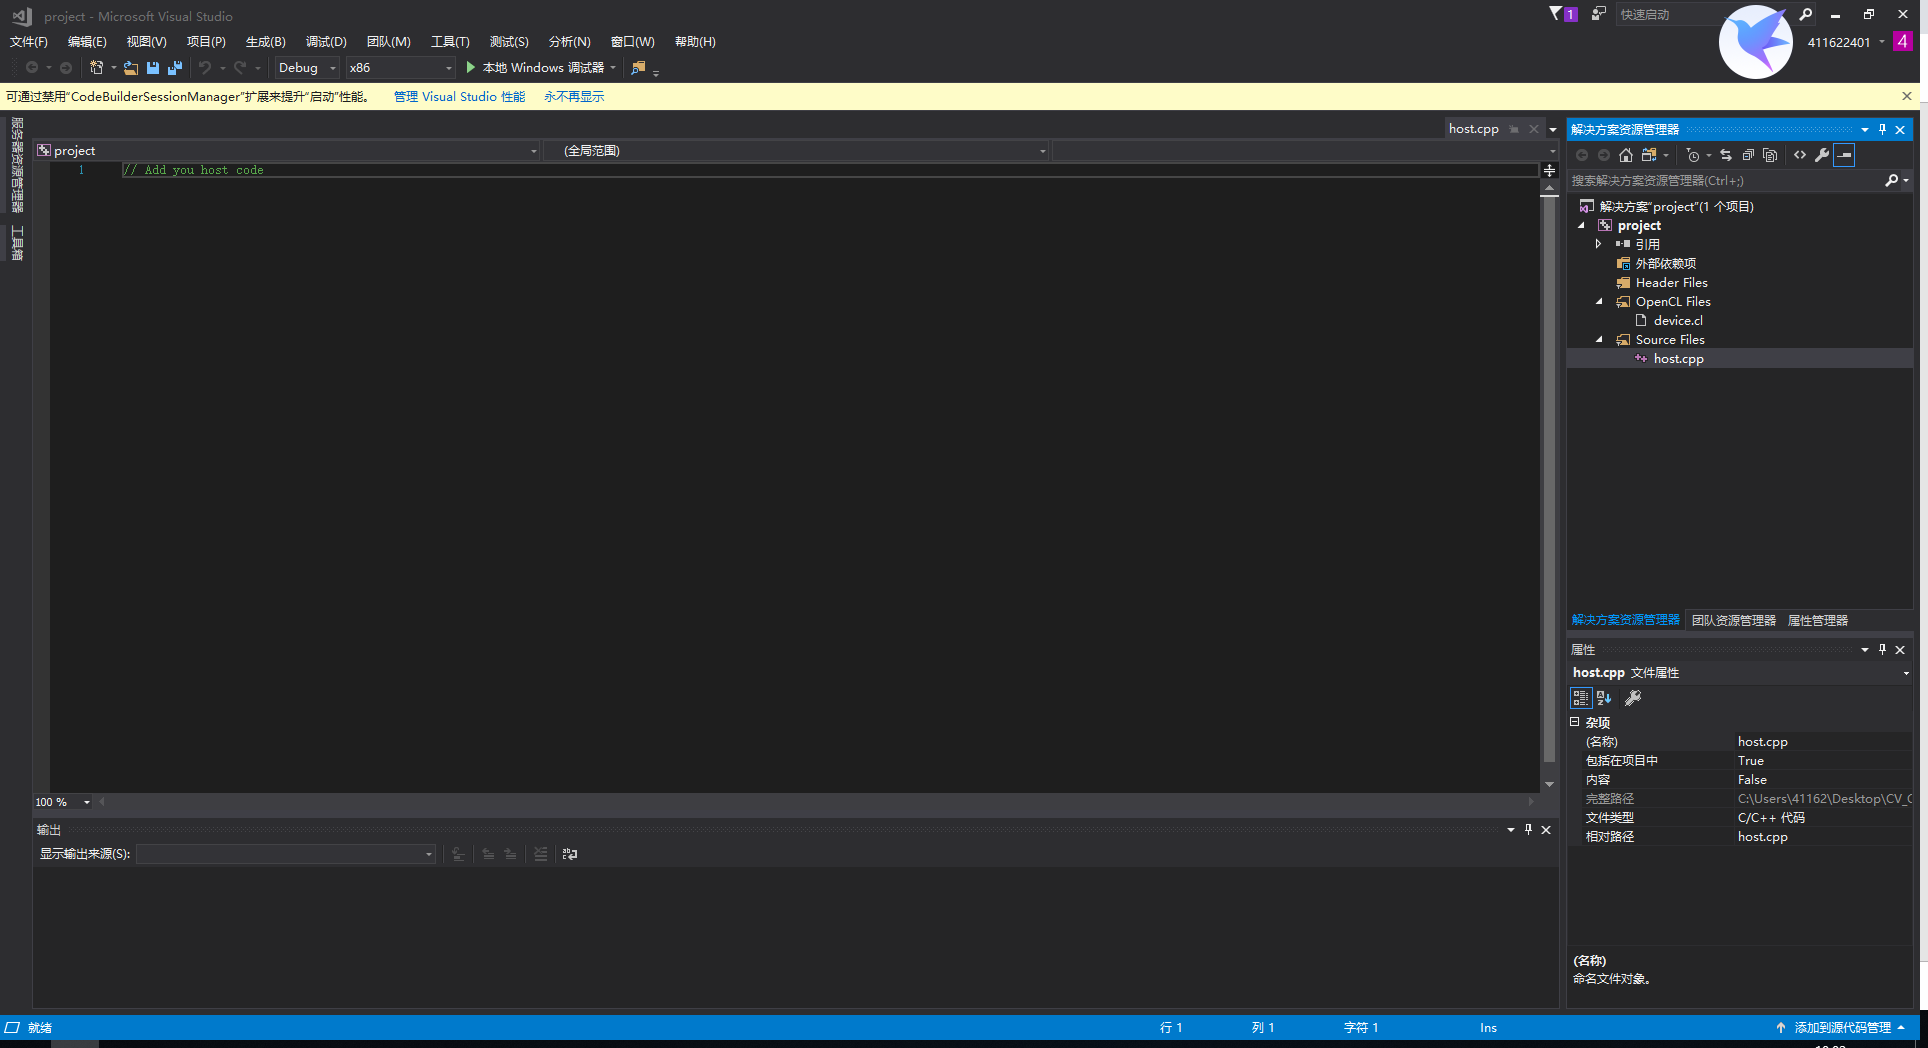 project - Microsoft Visual Studio
1
快速启动
文件(F) 编辑(E) 视图(V) 项目(P) 生成(B) 调试(D) 团队(M) 工具(T) 测试(S) 分析(N) 窗口(W) 帮助(H)
411622401
4
Debug
x86
本地 Windows 调试器
可通过禁用“CodeBuilderSessionManager”扩展来提升“启动”性能。 管理 Visual Studio 性能 永不再显示
服务器资源管理器
工具箱
host.cpp
project
(全局范围)
1
// Add you host code
100 %
输出
显示输出来源(S):
解决方案资源管理器
搜索解决方案资源管理器(Ctrl+;)
解决方案“project”(1 个项目)
project
引用
外部依赖项
Header Files
OpenCL Files
device.cl
Source Files
host.cpp
解决方案资源管理器 团队资源管理器 属性管理器
属性
host.cpp 文件属性
杂项
(名称) host.cpp
包括在项目中 True
内容 False
完整路径 C:\Users\41162\Desktop\CV_
文件类型 C/C++ 代码
相对路径 host.cpp
(名称)
命名文件对象。
就绪
行 1 列 1 字符 1 Ins
添加到源代码管理